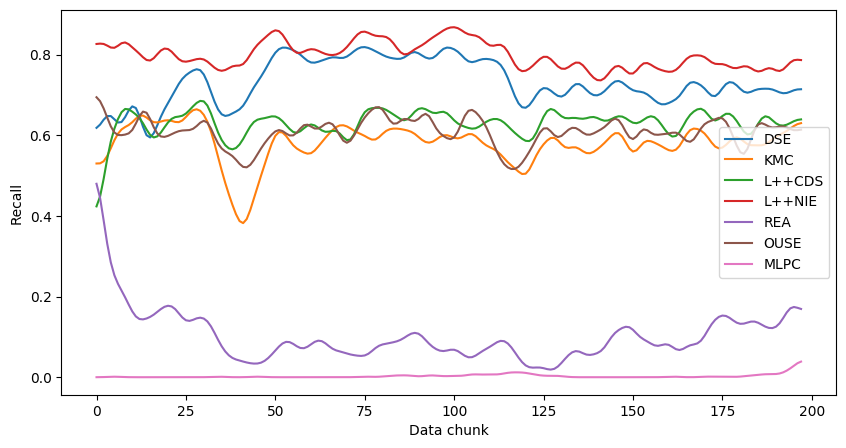 0.8
0.6
0.4
0.2
0.0
Recall
0
25
50
75
100
125
150
175
200
Data chunk
DSE
KMC
L++CDS
L++NIE
REA
OUSE
MLPC